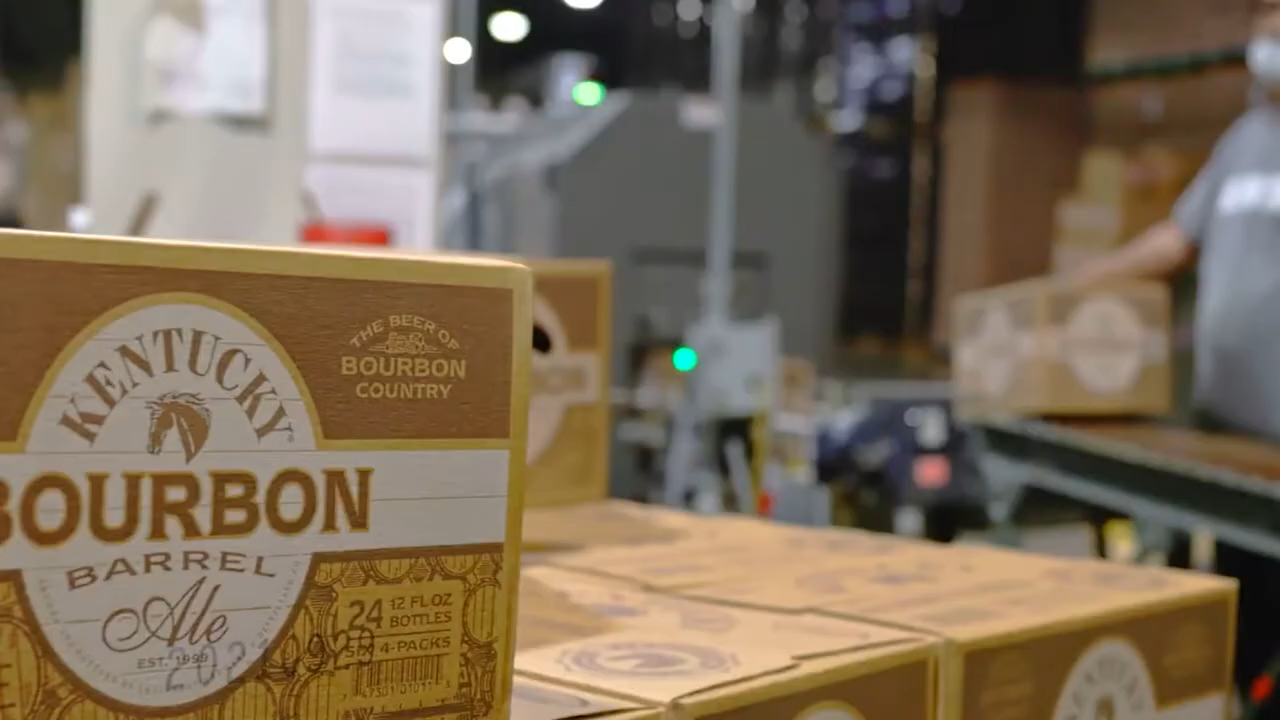 KENTUCKY
BOURBON
BARREL
Ale
EST. 1999
THE BEER OF
BOURBON
COUNTRY
24 12 FL OZ
BOTTLES
SIX 4-PACKS